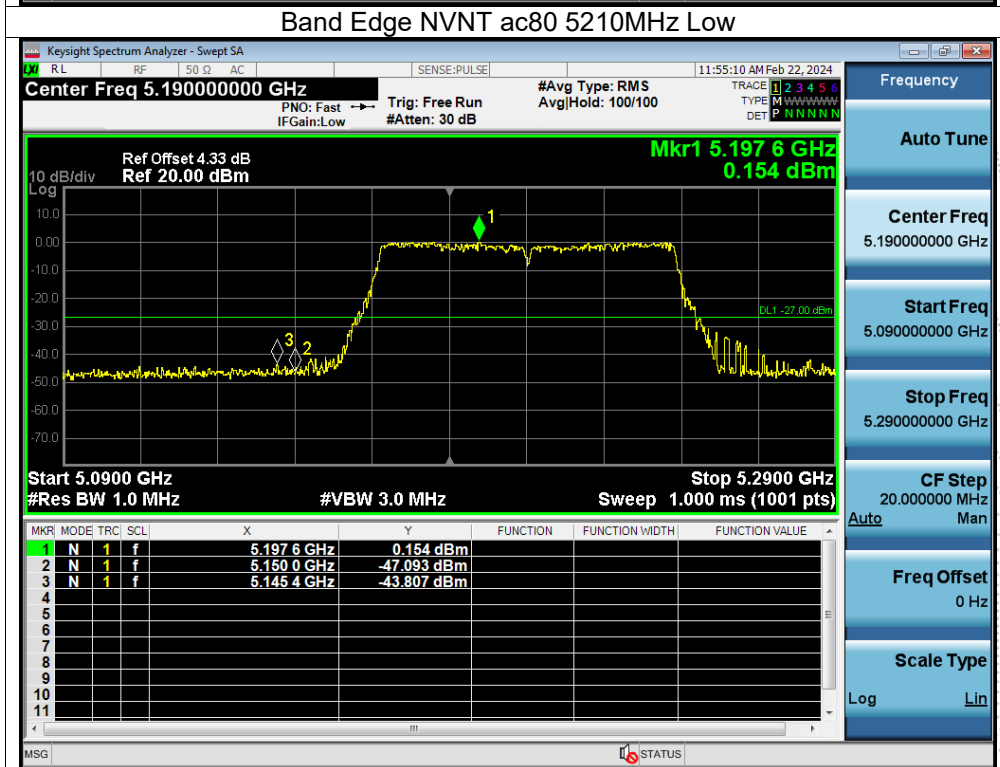 Band Edge NVNT ac80 5210MHz Low
Keysight Spectrum Analyzer - Swept SA
LXI RL RF 50 Ω AC SENSE:PULSE 11:55:10 AM Feb 22, 2024
Center Freq 5.190000000 GHz
PNO: Fast
IFGain:Low
Trig: Free Run
#Atten: 30 dB
#Avg Type: RMS
Avg|Hold: 100/100
TRACE 1 2 3 4 5 6
TYPE M WWWWW
DET P N N N N N
Ref Offset 4.33 dB
10 dB/div Ref 20.00 dBm
Log
Mkr1 5.197 6 GHz
0.154 dBm
10.0
0.00
-10.0
-20.0
-30.0
-40.0
-50.0
-60.0
-70.0
1
DL1 -27.00 dBm
3
2
Start 5.0900 GHz Stop 5.2900 GHz
#Res BW 1.0 MHz #VBW 3.0 MHz Sweep 1.000 ms (1001 pts)
MKR MODE TRC SCL X Y FUNCTION FUNCTION WIDTH FUNCTION VALUE
1 N 1 f 5.197 6 GHz 0.154 dBm
2 N 1 f 5.150 0 GHz -47.093 dBm
3 N 1 f 5.145 4 GHz -43.807 dBm
4
5
6
7
8
9
10
11
MSG STATUS
Frequency
Auto Tune
Center Freq
5.190000000 GHz
Start Freq
5.090000000 GHz
Stop Freq
5.290000000 GHz
CF Step
20.000000 MHz
Auto Man
Freq Offset
0 Hz
Scale Type
Log Lin